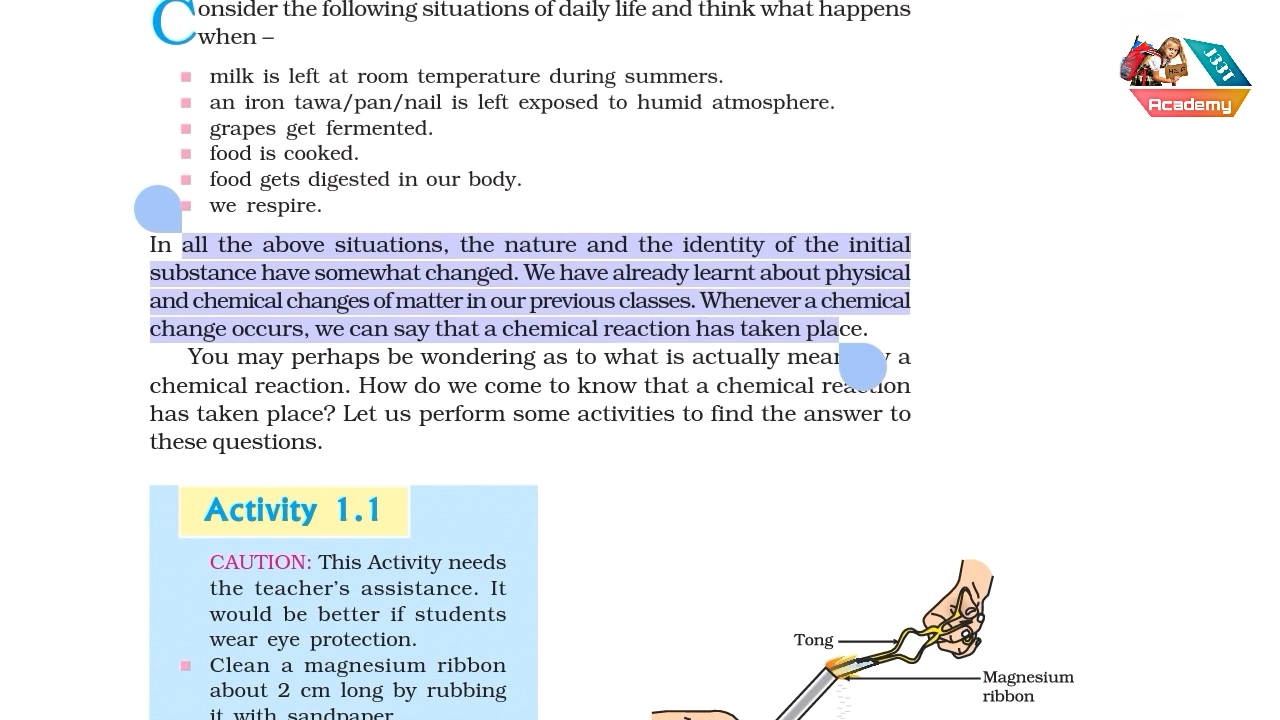 Consider the following situations of daily life and think what happens
when –
milk is left at room temperature during summers.
an iron tawa/pan/nail is left exposed to humid atmosphere.
grapes get fermented.
food is cooked.
food gets digested in our body.
we respire.
In all the above situations, the nature and the identity of the initial
substance have somewhat changed. We have already learnt about physical
and chemical changes of matter in our previous classes. Whenever a chemical
change occurs, we can say that a chemical reaction has taken place.
You may perhaps be wondering as to what is actually a
chemical reaction. How do we come to know that a chemical reaction
has taken place? Let us perform some activities to find the answer to
these questions.
Activity 1.1
CAUTION: This Activity needs
the teacher's assistance. It
would be better if students
wear eye protection.
Clean a magnesium ribbon
about 2 cm long by rubbing
it with sandpaper.
Tong
Magnesium
ribbon
1331
Academy